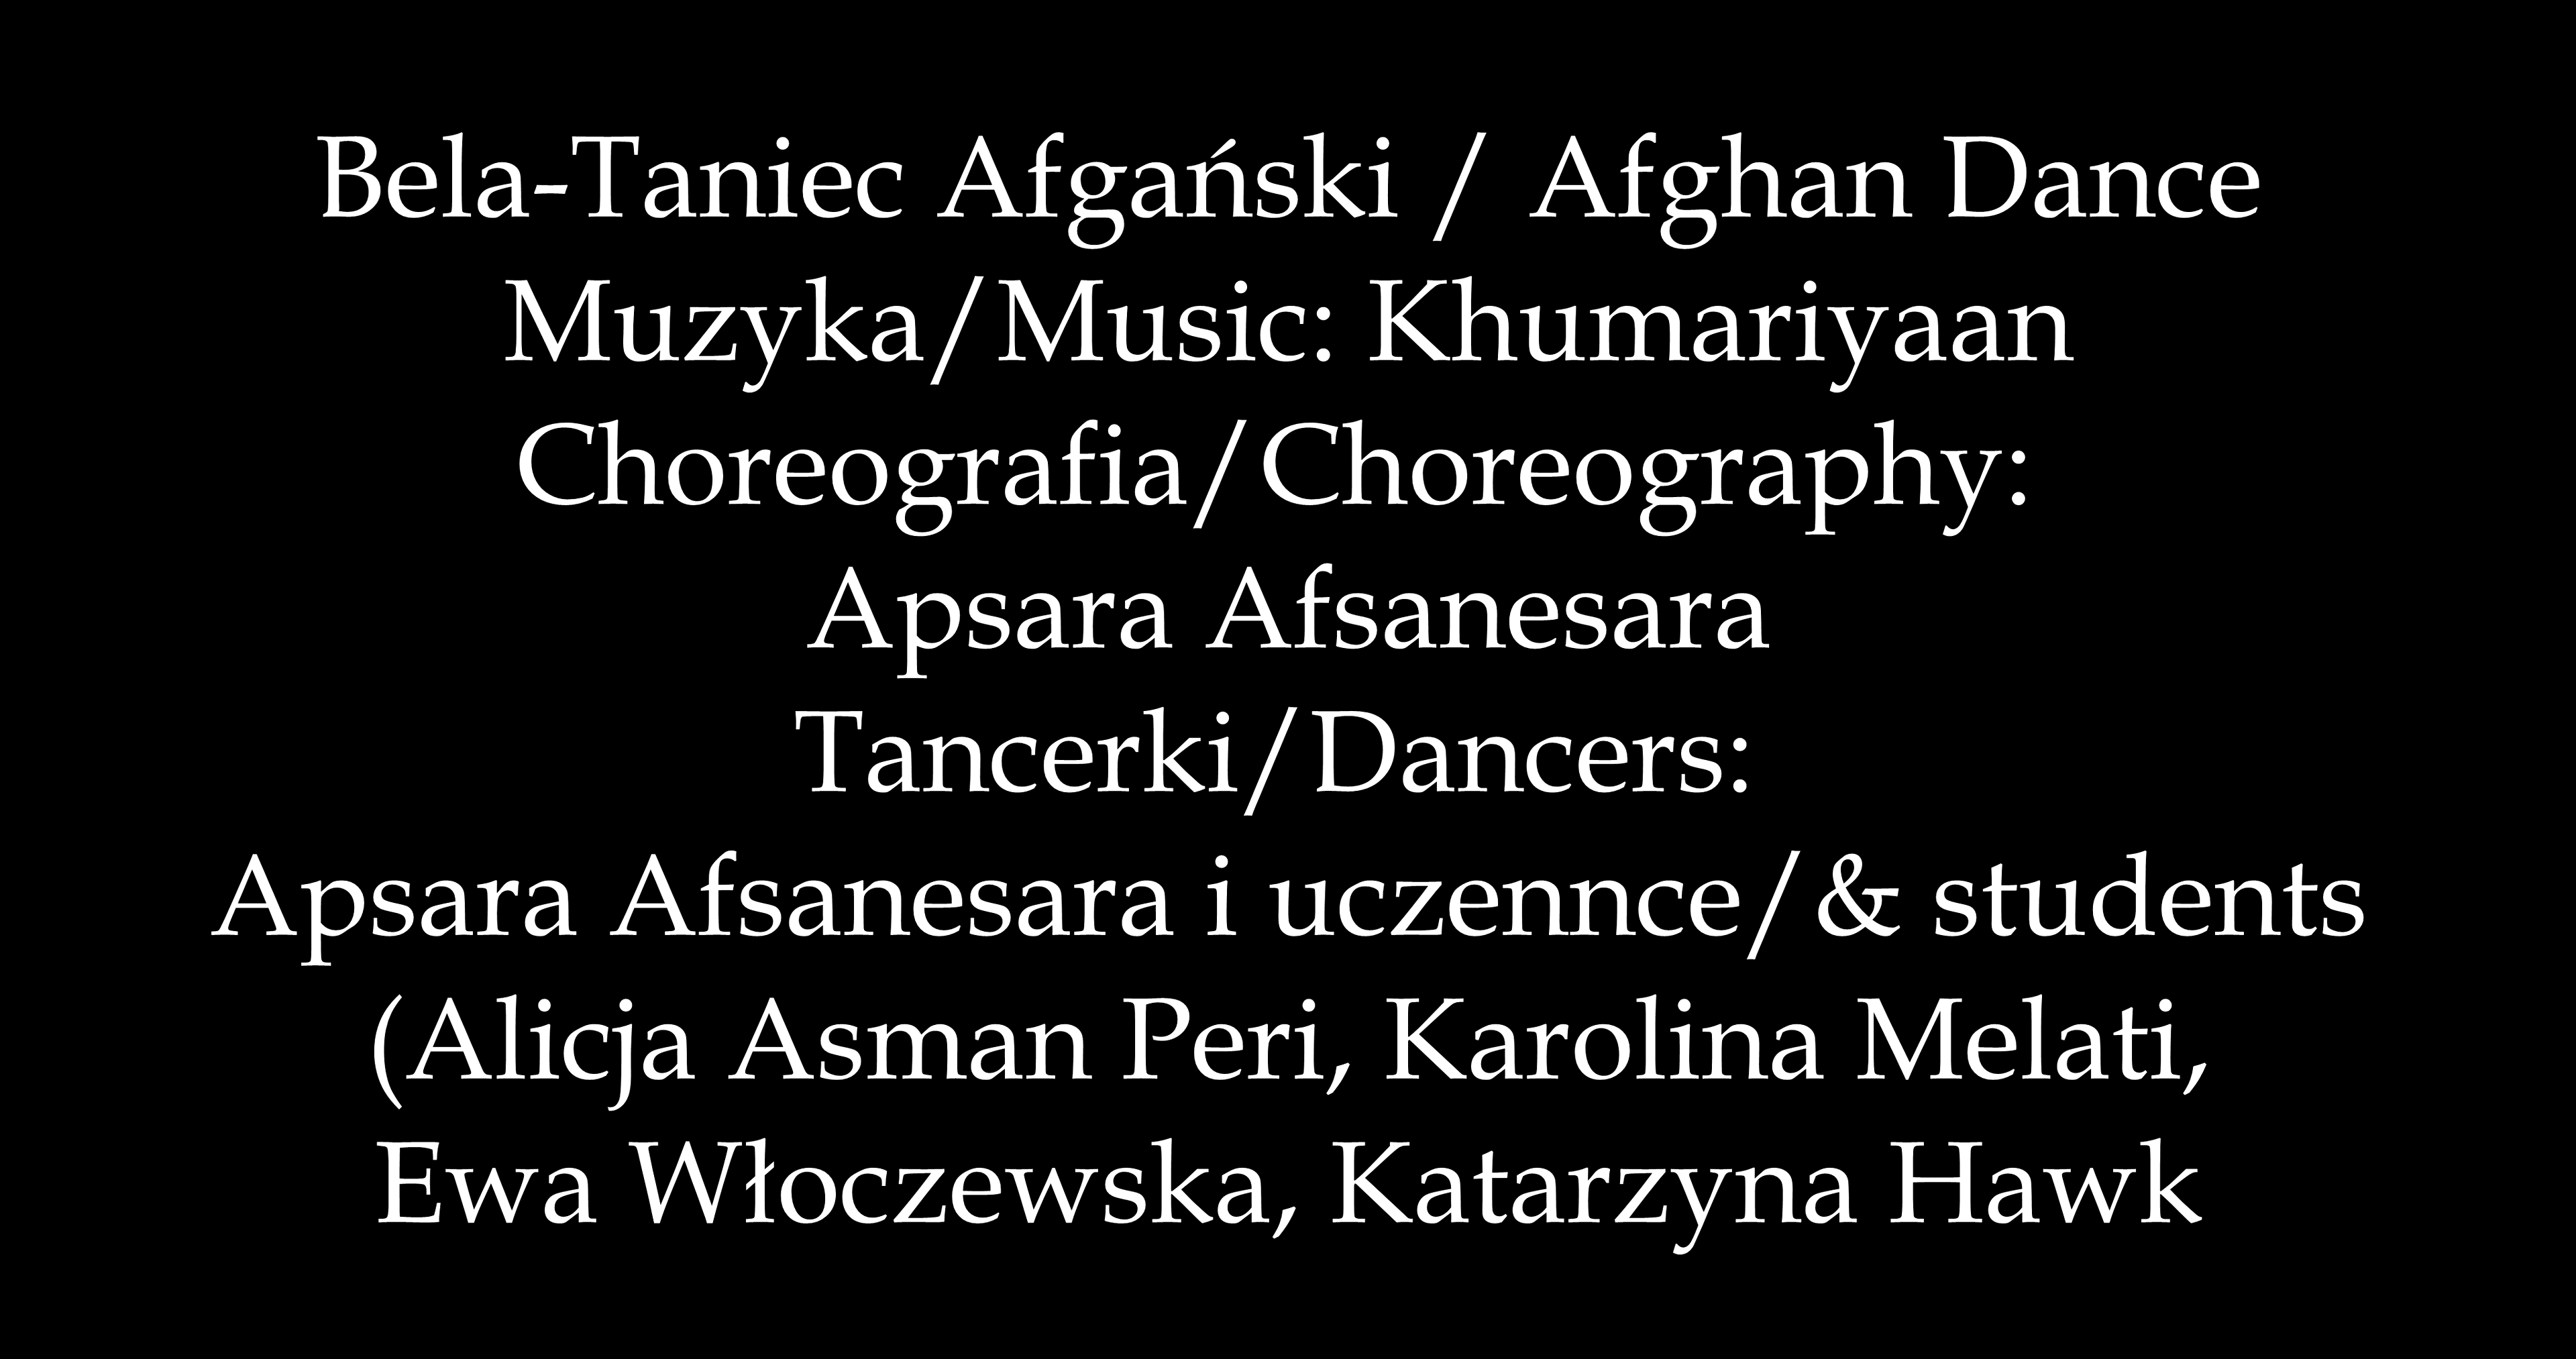 Bela-Taniec Afgański / Afghan Dance
Muzyka/Music: Khumariyaan
Choreografia/Choreography:
Apsara Afsanesara
Tancerki/Dancers:
Apsara Afsanesara i uczennce/& students
(Alicja Asman Peri, Karolina Melati,
Ewa Włoczewska, Katarzyna Hawk